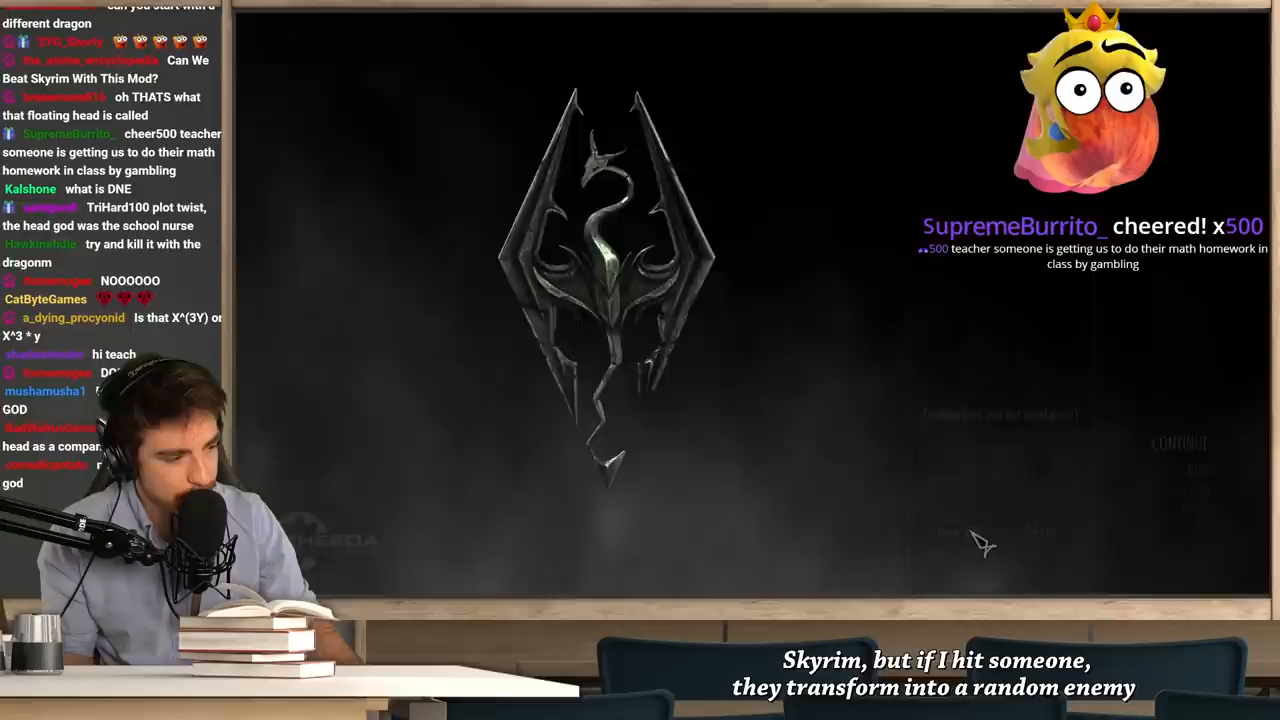 can you start with a
different dragon
Can We
Beat Skyrim With This Mod?
oh THATS what
that floating head is called
SupremeBurrito_ cheer500 teacher
someone is getting us to do their math
homework in class by gambling
Kalshone what is DNE
TriHard100 plot twist,
the head god was the school nurse
Hawkinsfidle try and kill it with the
dragonm
NOOOOOO
CatByteGames
a_dying_procyonid Is that X^(3Y) or
X^3 * y
hi teach
mushamusha1
GOD
head as a compan
god
SupremeBurrito_ cheered! x500
500 teacher someone is getting us to do their math homework in
class by gambling
CONTINUE
NEW
Skyrim, but if I hit someone,
they transform into a random enemy